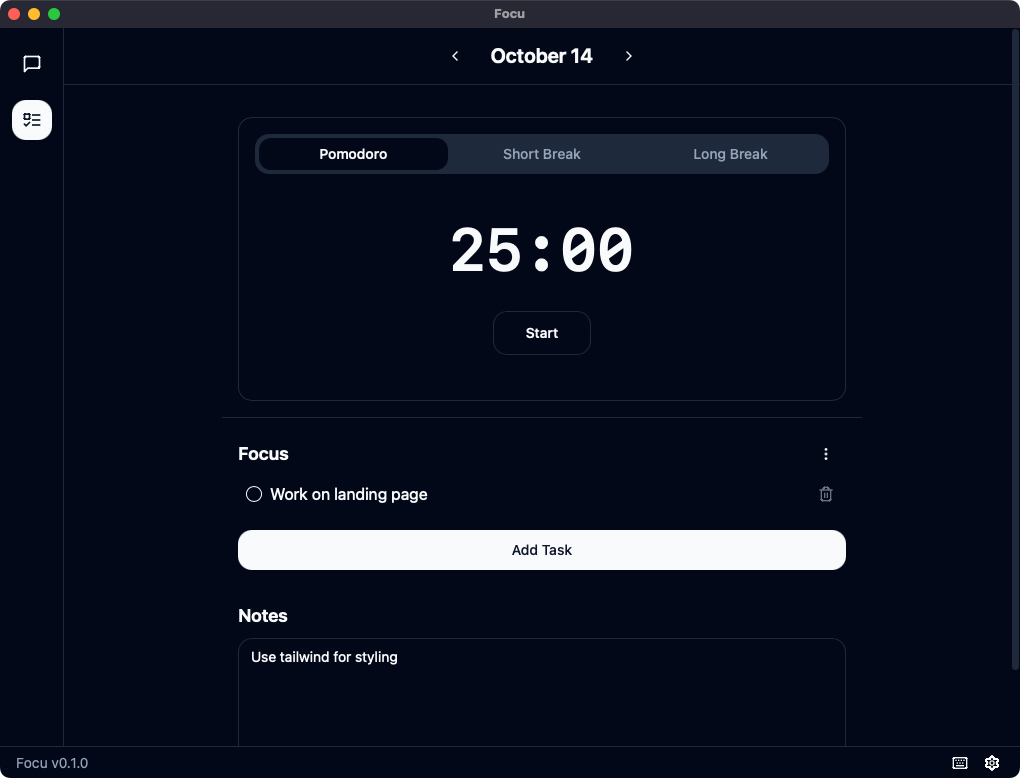 Focu
October 14
Pomodoro Short Break Long Break
25:00
Start
Focus
Work on landing page
Add Task
Notes
Use tailwind for styling
Focu v0.1.0